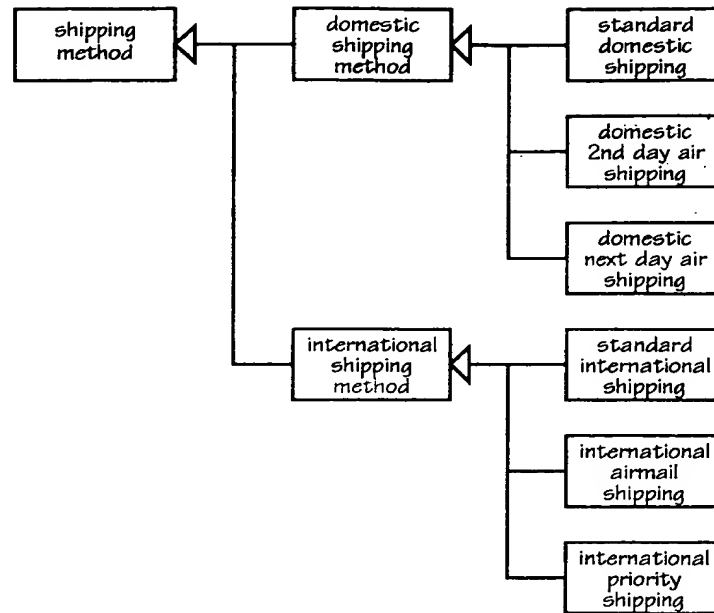 shipping
method
domestic
shipping
method
standard
domestic
shipping
domestic
2nd day air
shipping
domestic
next day air
shipping
international
shipping
method
standard
international
shipping
international
airmail
shipping
international
priority
shipping